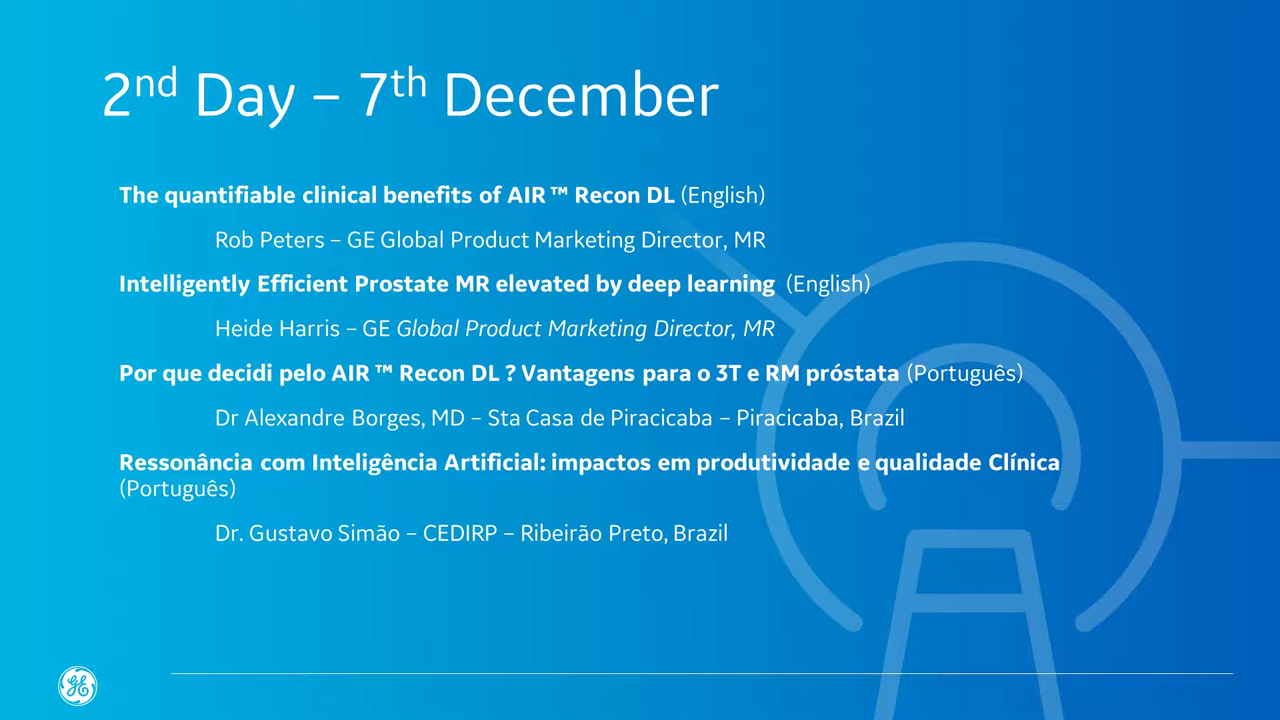 2nd Day – 7th December
The quantifiable clinical benefits of AIR™ Recon DL (English)
Rob Peters – GE Global Product Marketing Director, MR
Intelligently Efficient Prostate MR elevated by deep learning (English)
Heide Harris – GE Global Product Marketing Director, MR
Por que decidi pelo AIR™ Recon DL ? Vantagens para o 3T e RM próstata (Português)
Dr Alexandre Borges, MD – Sta Casa de Piracicaba – Piracicaba, Brazil
Ressonância com Inteligência Artificial: impactos em produtividade e qualidade Clínica
(Português)
Dr. Gustavo Simão – CEDIRP – Ribeirão Preto, Brazil
GE